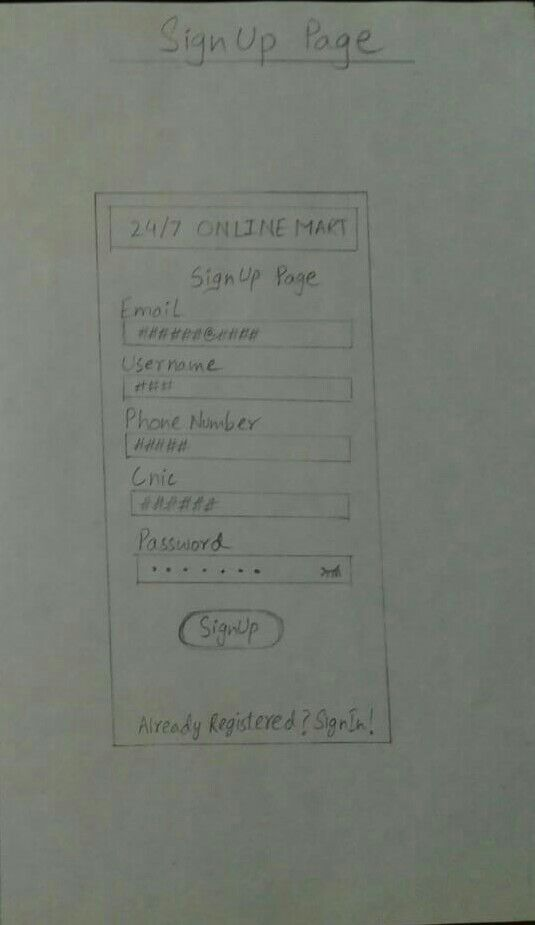 SignUp Page
24/7 ONLINE MART
SignUp Page
Email
######@####
Username
###
Phone Number
#####
Cnic
######
Password
.......
SignUp
Already Registered? SignIn!